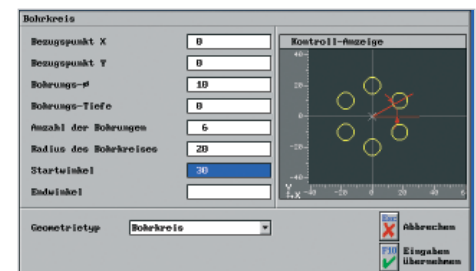 Bohrkreis
Bezugspunkt X 0
Bezugspunkt Y 0
Bohrungs-ø 10
Bohrungs-Tiefe 0
Anzahl der Bohrungen 6
Radius des Bohrkreises 20
Startwinkel 30
Endwinkel
Geometrietyp Bohrkreis
Kontroll-Anzeige
40
20
0
-20
-40
Y
X -40 -20 0 20 40 6
Esc Abbrechen
F10 Eingaben
übernehmen